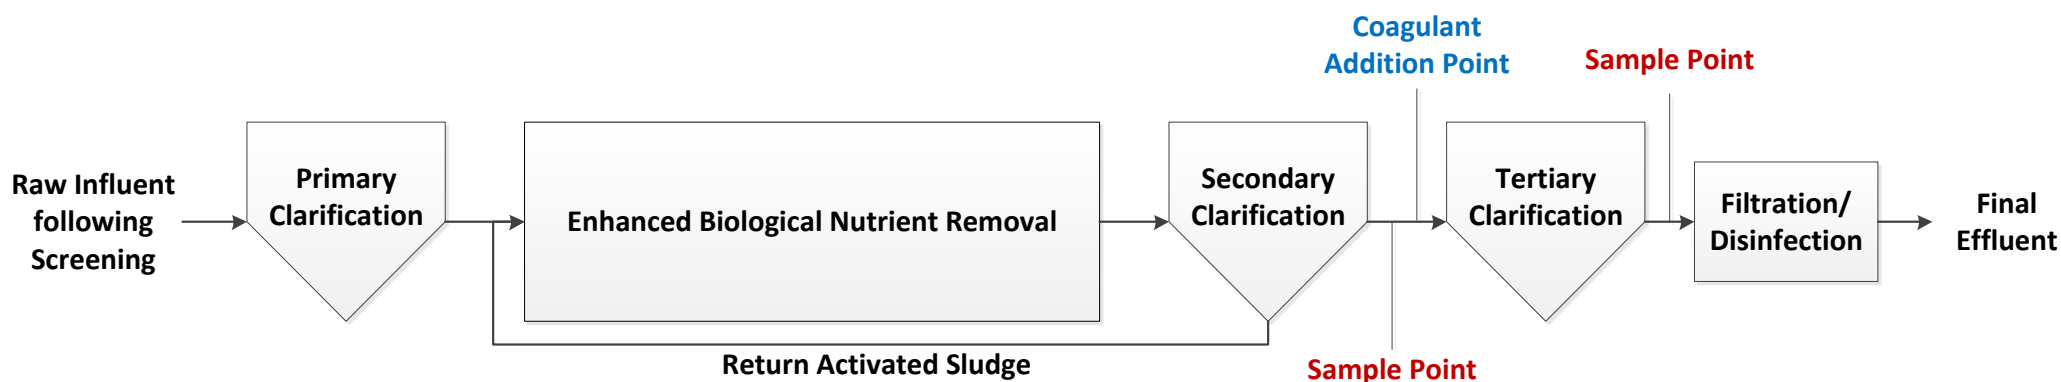 Coagulant
Addition Point
Sample Point
Raw Influent
following
Screening
Primary
Clarification
Enhanced Biological Nutrient Removal
Secondary
Clarification
Tertiary
Clarification
Filtration/
Disinfection
Final
Effluent
Return Activated Sludge
Sample Point